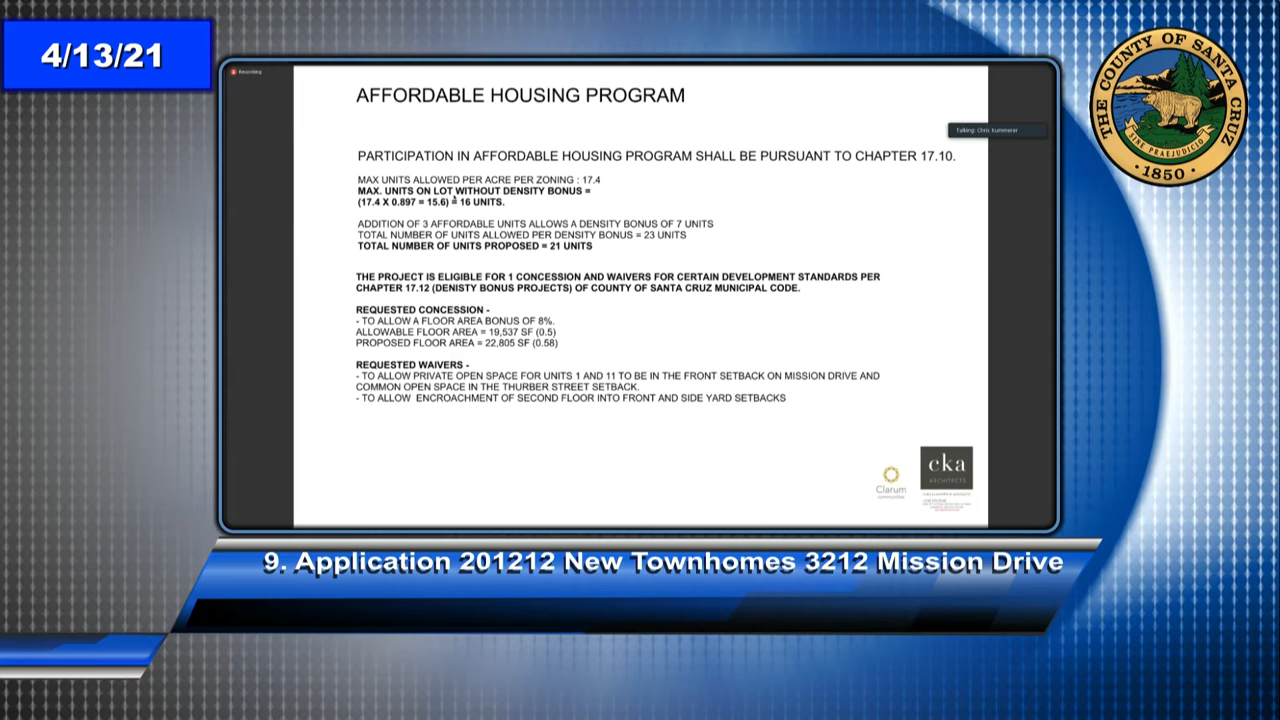 4/13/21
Recording
AFFORDABLE HOUSING PROGRAM
Talking: Chris Kummerer
PARTICIPATION IN AFFORDABLE HOUSING PROGRAM SHALL BE PURSUANT TO CHAPTER 17.10.
MAX UNITS ALLOWED PER ACRE PER ZONING : 17.4
MAX. UNITS ON LOT WITHOUT DENSITY BONUS =
(17.4 X 0.897 = 15.6) = 16 UNITS.
ADDITION OF 3 AFFORDABLE UNITS ALLOWS A DENSITY BONUS OF 7 UNITS
TOTAL NUMBER OF UNITS ALLOWED PER DENSITY BONUS = 23 UNITS
TOTAL NUMBER OF UNITS PROPOSED = 21 UNITS
THE PROJECT IS ELIGIBLE FOR 1 CONCESSION AND WAIVERS FOR CERTAIN DEVELOPMENT STANDARDS PER
CHAPTER 17.12 (DENISTY BONUS PROJECTS) OF COUNTY OF SANTA CRUZ MUNICIPAL CODE.
REQUESTED CONCESSION -
- TO ALLOW A FLOOR AREA BONUS OF 8%.
ALLOWABLE FLOOR AREA = 19,537 SF (0.5)
PROPOSED FLOOR AREA = 22,805 SF (0.58)
REQUESTED WAIVERS -
- TO ALLOW PRIVATE OPEN SPACE FOR UNITS 1 AND 11 TO BE IN THE FRONT SETBACK ON MISSION DRIVE AND
COMMON OPEN SPACE IN THE THURBER STREET SETBACK.
- TO ALLOW ENCROACHMENT OF SECOND FLOOR INTO FRONT AND SIDE YARD SETBACKS
Clarum
COMMUNITIES
cka
ARCHITECTS
THE COUNTY OF SANTA CRUZ
SINE PRAEJUDICIO
• 1850 •
9. Application 201212 New Townhomes 3212 Mission Drive